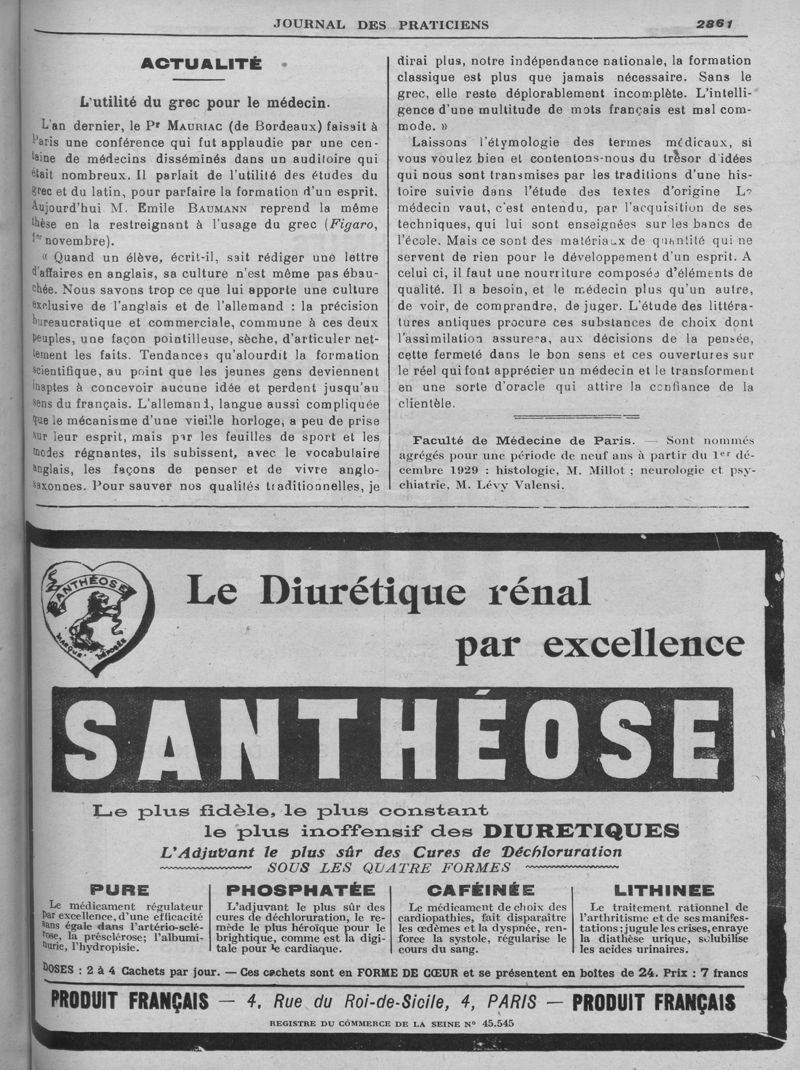 JOURNAL DES PRATICIENS 2861
ACTUALITÉ
L'utilité du grec pour le médecin.
L'an dernier, le Pr MAURIAC (de Bordeaux) faisait à
Paris une conférence qui fut applaudie par une cen-
taine de médecins disséminés dans un auditoire qui
était nombreux. Il parlait de l'utilité des études du
grec et du latin, pour parfaire la formation d'un esprit.
Aujourd'hui M. Emile BAUMANN reprend la même
thèse en la restreignant à l'usage du grec (Figaro,
1er novembre).
« Quand un élève, écrit-il, sait rédiger une lettre
d'affaires en anglais, sa culture n'est même pas ébau-
chée. Nous savons trop ce que lui apporte une culture
exclusive de l'anglais et de l'allemand : la précision
bureaucratique et commerciale, commune à ces deux
peuples, une façon pointilleuse, sèche, d'articuler net-
tement les faits. Tendances qu'alourdit la formation
scientifique, au point que les jeunes gens deviennent
inaptes à concevoir aucune idée et perdent jusqu'au
sens du français. L'allemand, langue aussi compliquée
que le mécanisme d'une vieille horloge, a peu de prise
sur leur esprit, mais par les feuilles de sport et les
modes régnantes, ils subissent, avec le vocabulaire
anglais, les façons de penser et de vivre anglo-
saxonnes. Pour sauver nos qualités traditionnelles, je
dirai plus, notre indépendance nationale, la formation
classique est plus que jamais nécessaire. Sans le
grec, elle reste déplorablement incomplète. L'intelli-
gence d'une multitude de mots français est mal com-
mode. »
Laissons l'étymologie des termes médicaux, si
vous voulez bien et contentons-nous du trésor d'idées
qui nous sont transmises par les traditions d'une his-
toire suivie dans l'étude des textes d'origine Le
médecin vaut, c'est entendu, par l'acquisition de ses
techniques, qui lui sont enseignées sur les bancs de
l'école. Mais ce sont des matériaux de quantité qui ne
servent de rien pour le développement d'un esprit. A
celui ci, il faut une nourriture composée d'éléments de
qualité. Il a besoin, et le médecin plus qu'un autre,
de voir, de comprendre, de juger. L'étude des littéra-
tures antiques procure ces substances de choix dont
l'assimilation assurera, aux décisions de la pensée,
cette fermeté dans le bon sens et ces ouvertures sur
le réel qui font apprécier un médecin et le transforment
en une sorte d'oracle qui attire la confiance de la
clientèle.
Faculté de Médecine de Paris. — Sont nommés
agrégés pour une période de neuf ans à partir du 1er dé-
cembre 1929 : histologie, M. Millot ; neurologie et psy-
chiatrie, M. Lévy Valensi.
SANTHÉOSE
MARQUE DÉPOSÉE
Le Diurétique rénal
par excellence
SANTHÉOSE
Le plus fidèle, le plus constant
le plus inoffensif des DIURETIQUES
L'Adjuvant le plus sûr des Cures de Déchloruration
SOUS LES QUATRE FORMES
PURE
Le médicament régulateur
par excellence, d'une efficacité
sans égale dans l'artério-sclé-
rose, la présclérose; l'albumi-
nurie, l'hydropisie.
PHOSPHATÉE
L'adjuvant le plus sûr des
cures de déchloruration, le re-
mède le plus héroïque pour le
brightique, comme est la digi-
tale pour le cardiaque.
CAFÉINÉE
Le médicament de choix des
cardiopathies, fait disparaître
les œdèmes et la dyspnée, ren-
force la systole, régularise le
cours du sang.
LITHINEE
Le traitement rationnel de
l'arthritisme et de ses manifes-
tations; jugule les crises, enraye
la diathèse urique, solubilise
les acides urinaires.
DOSES : 2 à 4 Cachets par jour. — Ces cachets sont en FORME DE CŒUR et se présentent en boîtes de 24. Prix : 7 francs
PRODUIT FRANÇAIS — 4, Rue du Roi-de-Sicile, 4, PARIS — PRODUIT FRANÇAIS
REGISTRE DU COMMERCE DE LA SEINE N° 45.545